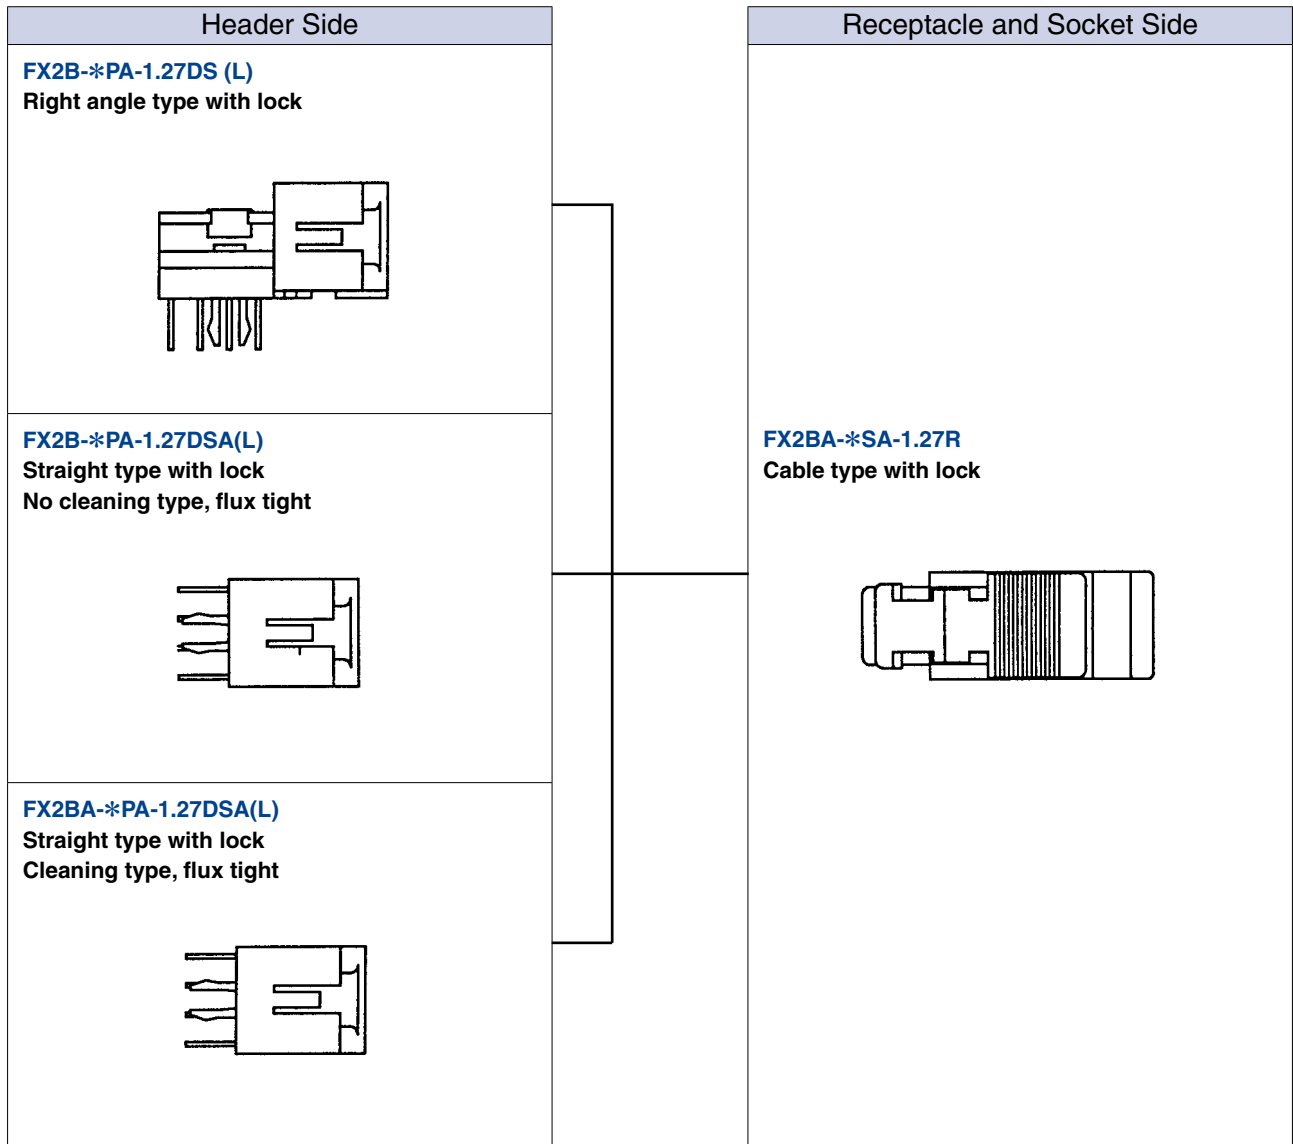 Header Side
FX2B-*PA-1.27DS (L)
Right angle type with lock
FX2B-*PA-1.27DSA(L)
Straight type with lock
No cleaning type, flux tight
FX2BA-*PA-1.27DSA(L)
Straight type with lock
Cleaning type, flux tight
Receptacle and Socket Side
FX2BA-*SA-1.27R
Cable type with lock